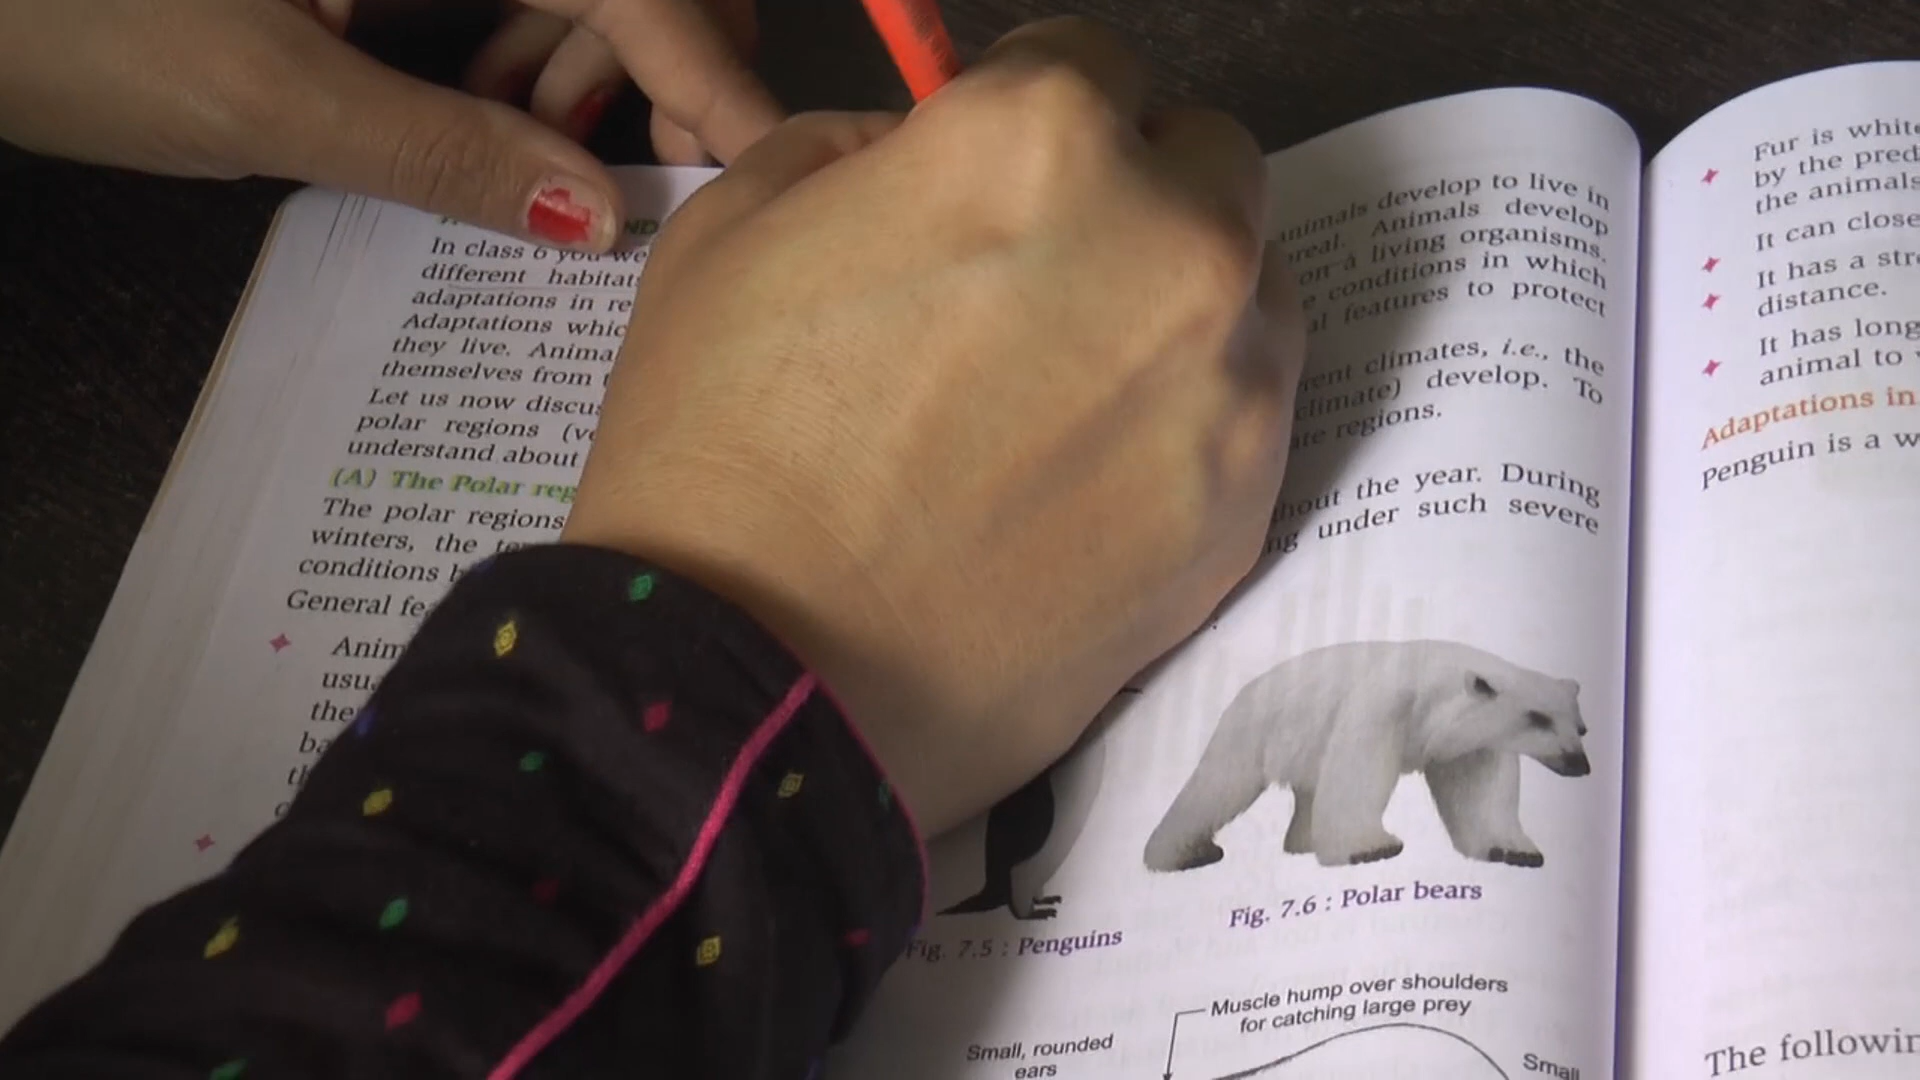 ND
In class 6 you we
different habitats
adaptations in re
Adaptations whic
they live. Anima
themselves from
Let us now discus
polar regions (ve
understand about
(A) The Polar reg
The polar regions
winters, the te
conditions
General fea
Anim
usu
the
ba
th
animals develop to live in
real. Animals develop
on a living organisms.
e conditions in which
al features to protect
rent climates, i.e., the
climate) develop. To
ate regions.
hout the year. During
ng under such severe
Fig. 7.5 : Penguins
Fig. 7.6 : Polar bears
Muscle hump over shoulders
for catching large prey
Small, rounded
ears
Small
Fur is white
by the pred
the animals
It can close
It has a str
distance.
It has long
animal to
Adaptations in
Penguin is a w
The followin